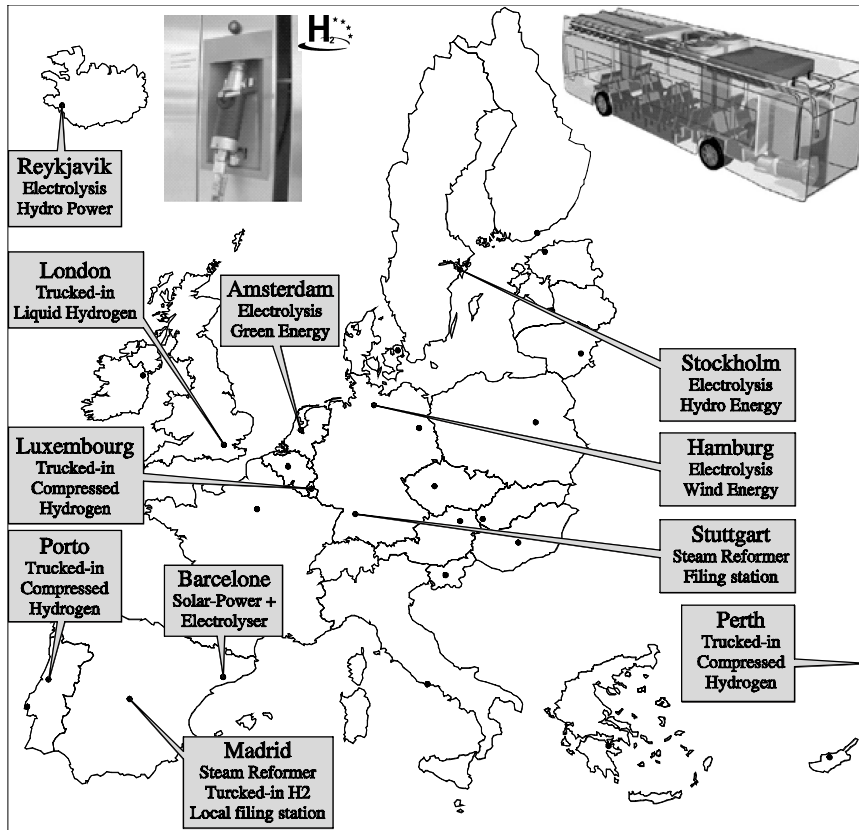 H2
Reykjavik
Electrolysis
Hydro Power
London
Trucked-in
Liquid Hydrogen
Amsterdam
Electrolysis
Green Energy
Stockholm
Electrolysis
Hydro Energy
Luxembourg
Trucked-in
Compressed
Hydrogen
Hamburg
Electrolysis
Wind Energy
Porto
Trucked-in
Compressed
Hydrogen
Barcelone
Solar-Power +
Electrolyser
Stuttgart
Steam Reformer
Filing station
Perth
Trucked-in
Compressed
Hydrogen
Madrid
Steam Reformer
Turcked-in H2
Local filing station